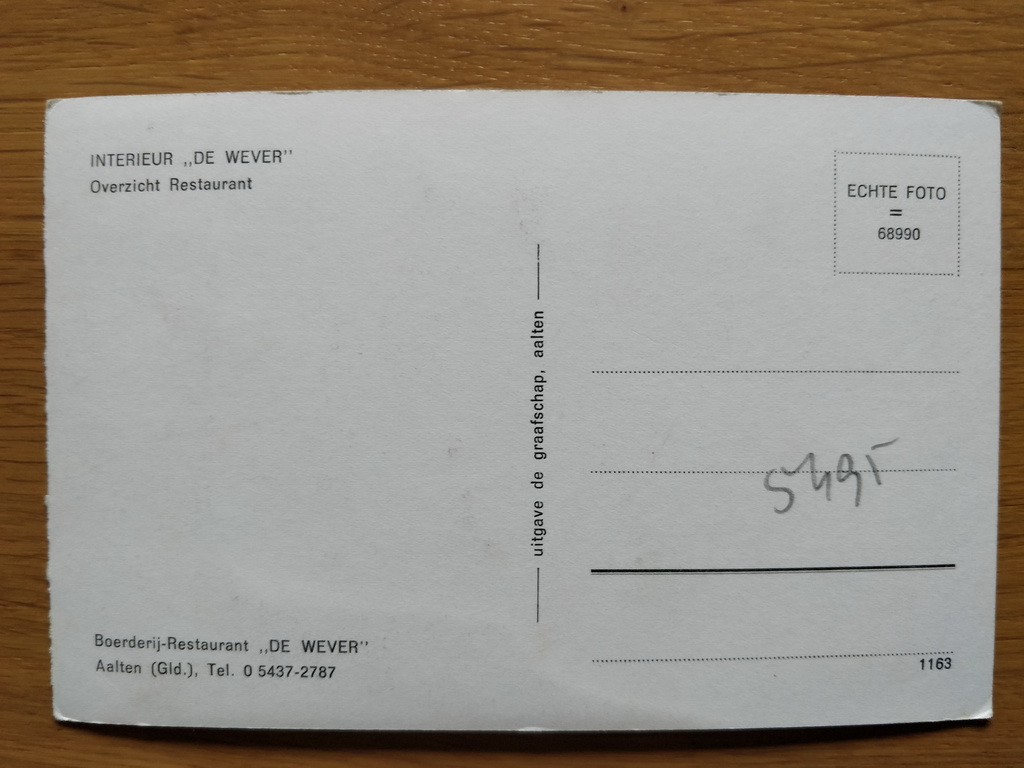 INTERIEUR ,,DE WEVER''
Overzicht Restaurant
Boerderij-Restaurant ,,DE WEVER''
Aalten (Gld.), Tel. 0 5437-2787
uitgave de graafschap, aalten
ECHTE FOTO
=
68990
1163